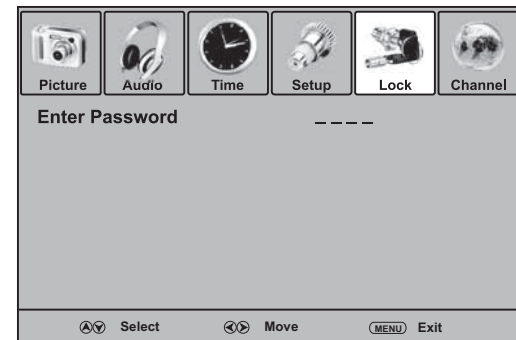 Picture Audio Time Setup Lock Channel
Enter Password _ _ _ _
Select Move MENU Exit